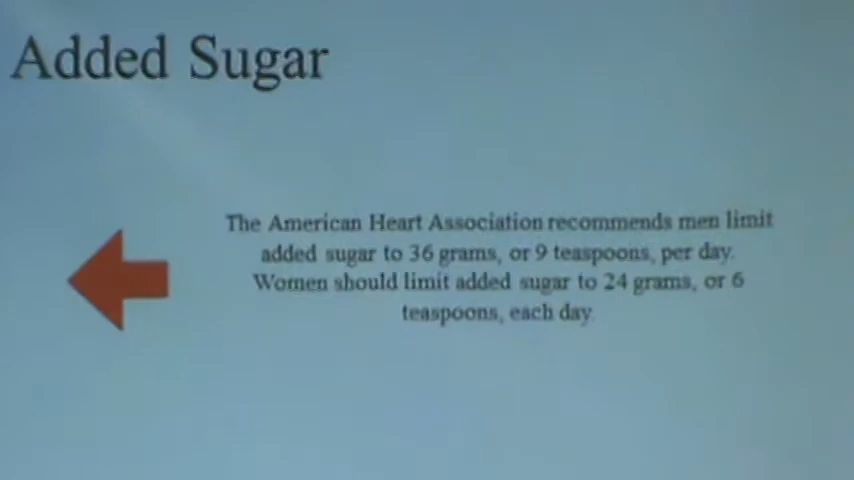 Added Sugar
The American Heart Association recommends men limit
added sugar to 36 grams, or 9 teaspoons, per day.
Women should limit added sugar to 24 grams, or 6
teaspoons, each day.